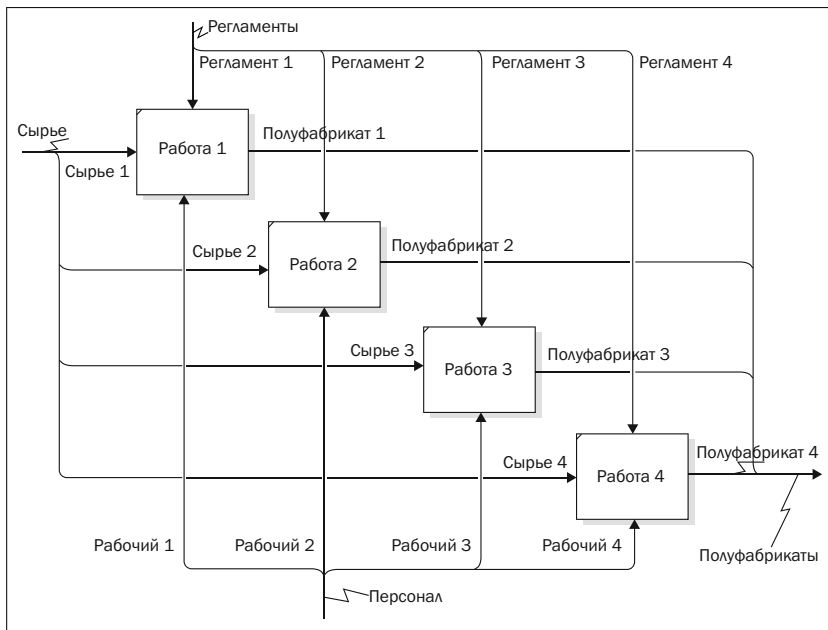 Регламенты
Регламент 1
Регламент 2
Регламент 3
Регламент 4
Сырье
Полуфабрикат 1
Работа 1
Сырье 1
Сырье 2
Полуфабрикат 2
Работа 2
Сырье 3
Полуфабрикат 3
Работа 3
Сырье 4
Полуфабрикат 4
Работа 4
Рабочий 1
Рабочий 2
Рабочий 3
Рабочий 4
Полуфабрикаты
Персонал